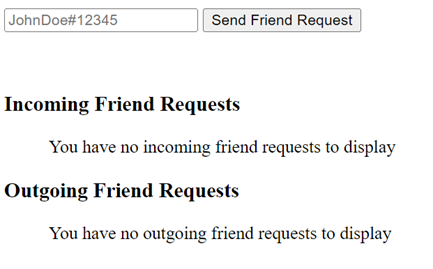 JohnDoe#12345 Send Friend Request
Incoming Friend Requests
You have no incoming friend requests to display
Outgoing Friend Requests
You have no outgoing friend requests to display